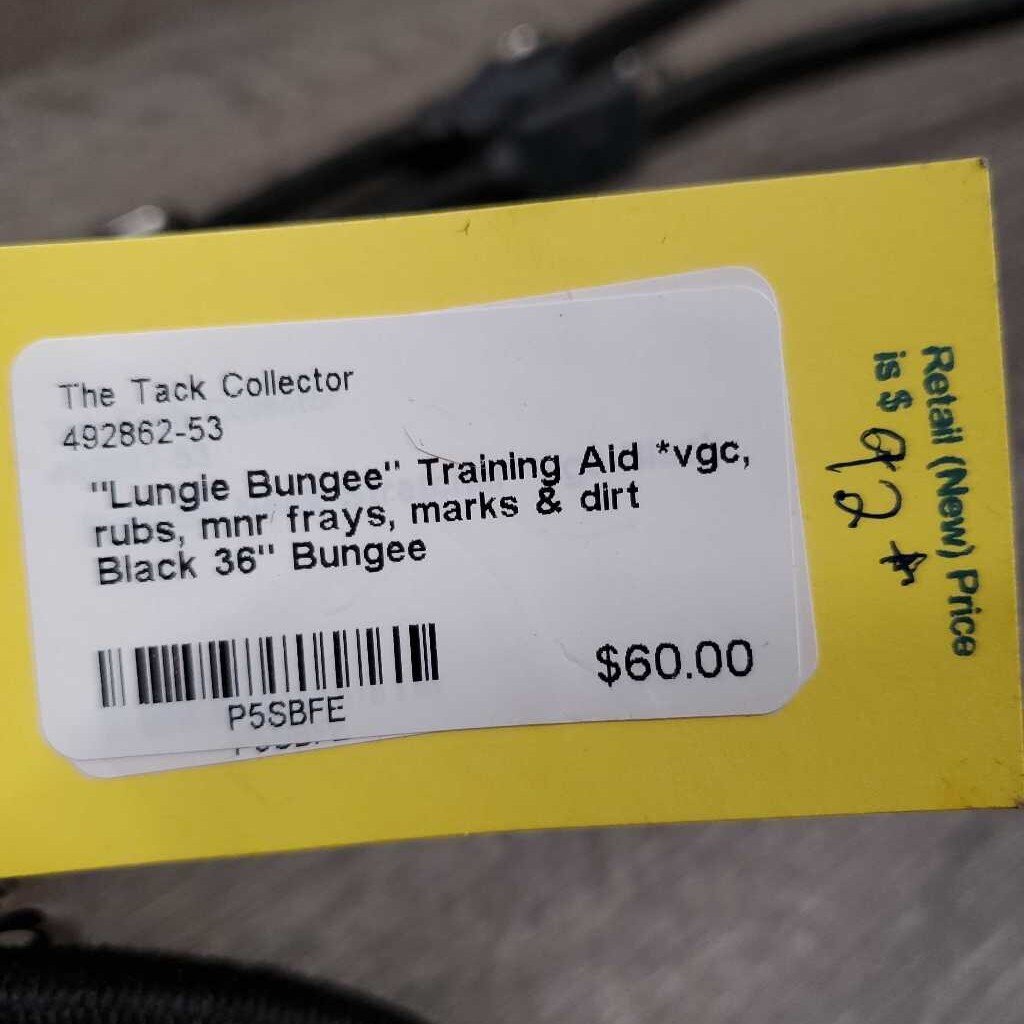 The Tack Collector
492862-53
"Lungie Bungee" Training Aid *vgc,
rubs, mnr frays, marks & dirt
Black 36" Bungee
$60.00
P5SBFE
Retail (New) Price
is $ 92 +